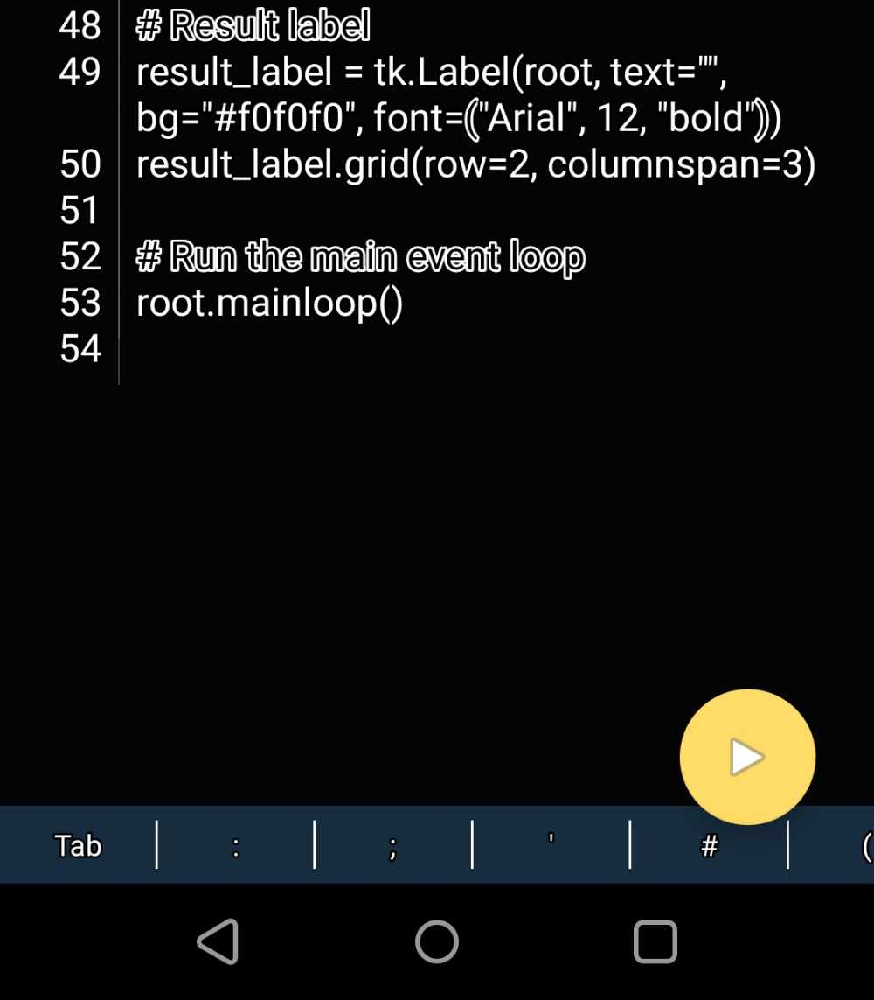 48 # Result label
49 result_label = tk.Label(root, text="",
bg="#f0f0f0", font=("Arial", 12, "bold"))
50 result_label.grid(row=2, columnspan=3)
51
52 # Run the main event loop
53 root.mainloop()
54
Tab : ; ' # (